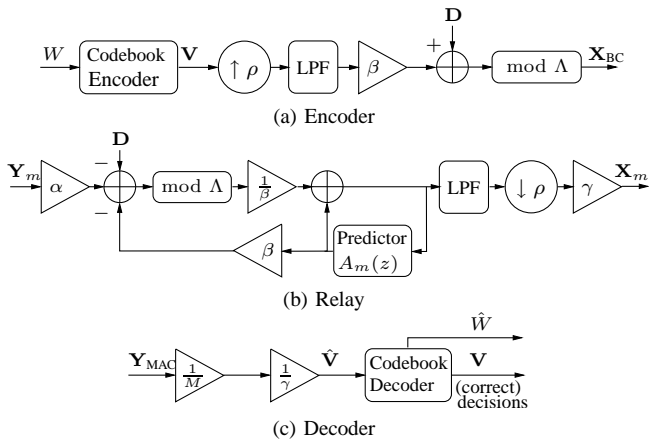 W
Codebook
Encoder
V
↑ ρ
LPF
β
+
D
mod Λ
X_BC
(a) Encoder
Y_m
α
−
D
−
mod Λ
1/β
LPF
↓ ρ
γ
X_m
β
Predictor
A_m(z)
(b) Relay
Y_MAC
1/M
1/γ
V̂
Codebook
Decoder
Ŵ
V
(correct)
decisions
(c) Decoder